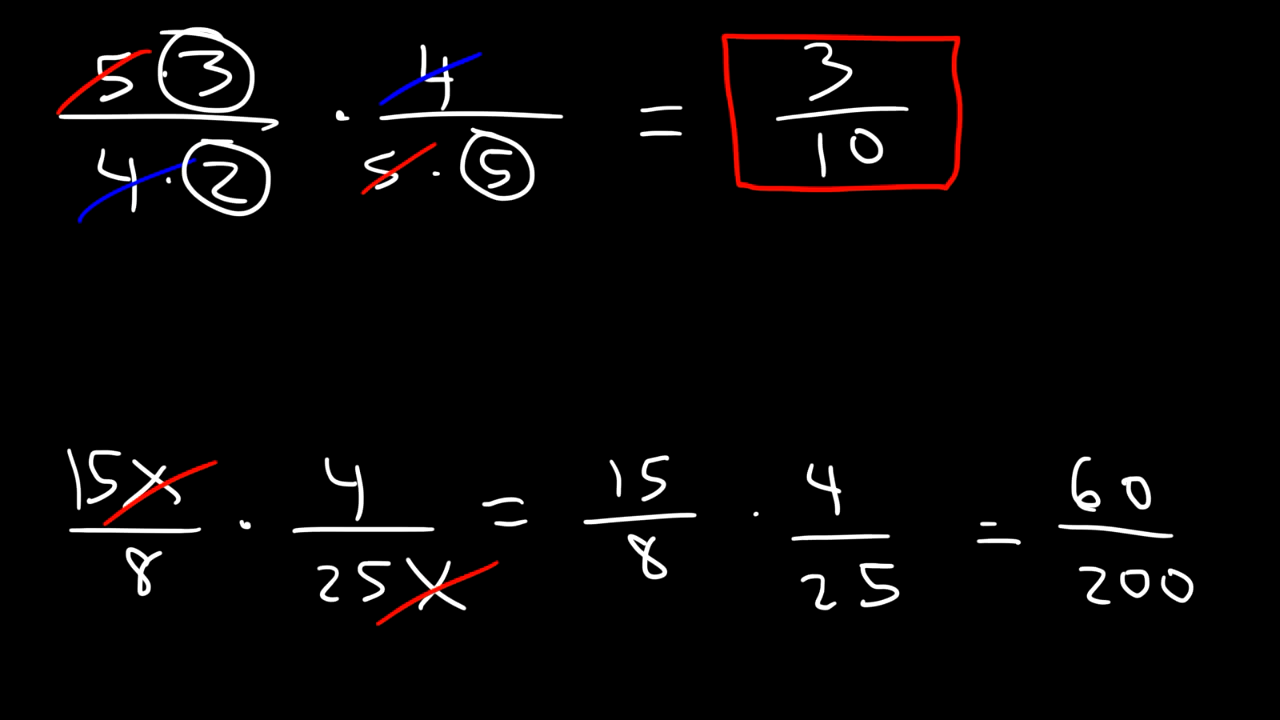 5 · 3 / 4 · 2 · 4 / 5 · 5 = 3 / 10
15x / 8 · 4 / 25x = 15 / 8 · 4 / 25 = 60 / 200